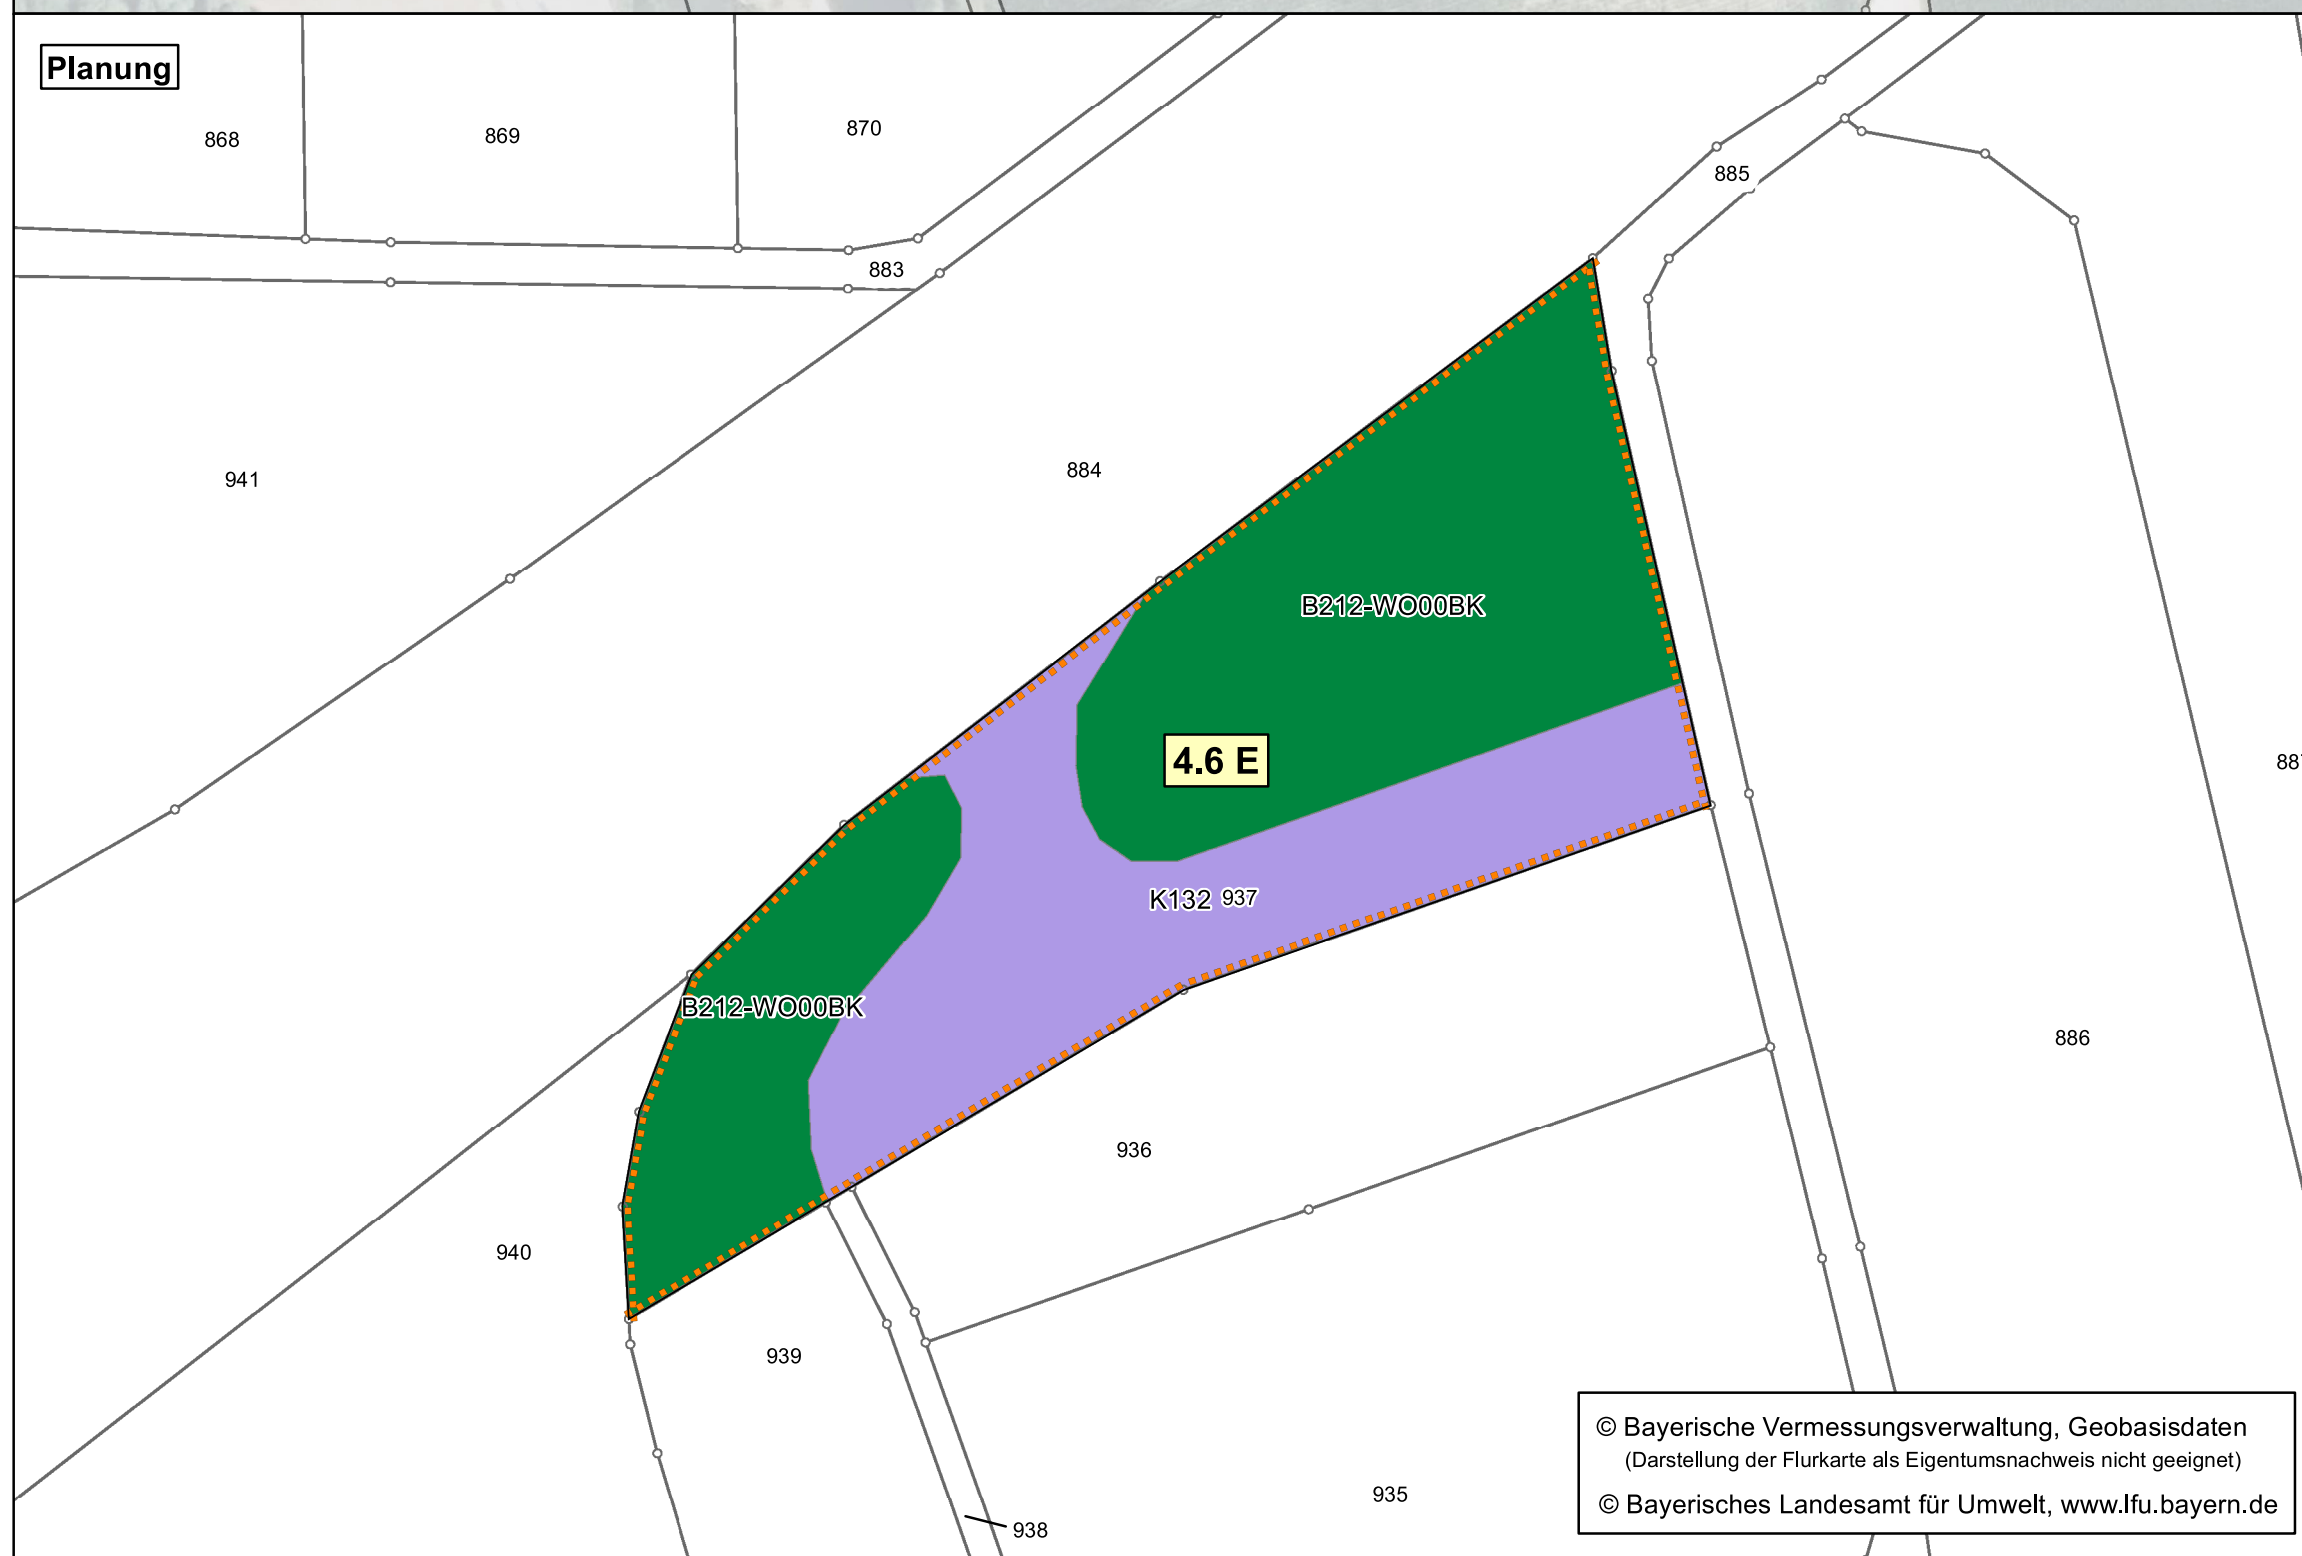 Planung
868
869
870
885
883
941
884
B212-WO00BK
4.6 E
887
K132 937
B212-WO00BK
886
936
940
939
935
938
© Bayerische Vermessungsverwaltung, Geobasisdaten
(Darstellung der Flurkarte als Eigentumsnachweis nicht geeignet)
© Bayerisches Landesamt für Umwelt, www.lfu.bayern.de